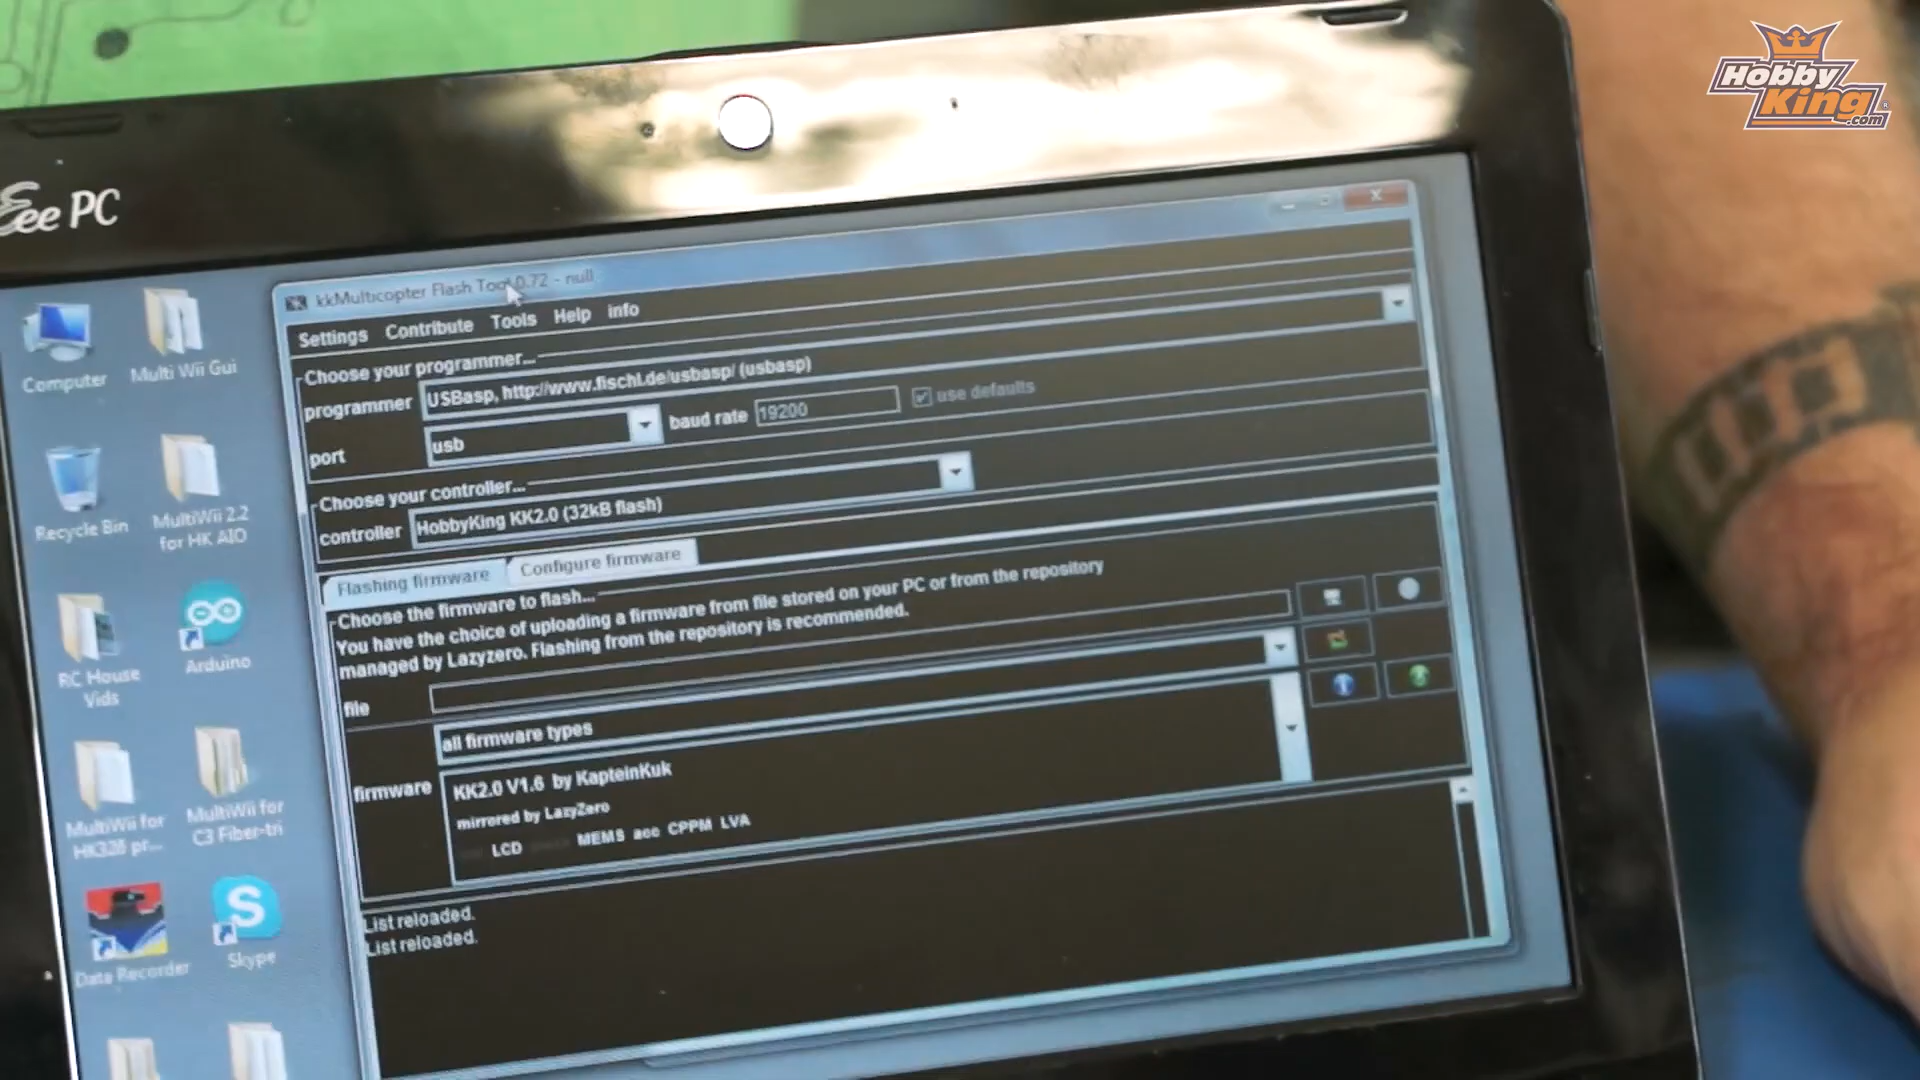 Hobby
King
.com
Eee PC
kkMulticopter Flash Tool 0.72 - null
Settings Contribute Tools Help info
Choose your programmer...
programmer USBasp, http://www.fischl.de/usbasp/ (usbasp)
port usb baud rate 19200 use defaults
Choose your controller...
controller HobbyKing KK2.0 (32kB flash)
Flashing firmware Configure firmware
Choose the firmware to flash...
You have the choice of uploading a firmware from file stored on your PC or from the repository
managed by Lazyzero. Flashing from the repository is recommended.
file
all firmware types
firmware KK2.0 V1.6 by KapteinKuk
mirrored by LazyZero
LCD MEMS acc CPPM LVA
List reloaded.
List reloaded.
Computer
Multi Wii Gui
Recycle Bin
MultiWii 2.2
for HK AIO
RC House
Vids
Arduino
MultiWii for
HK328 pr...
MultiWii for
C3 Fiber-tri
Data Recorder
Skype